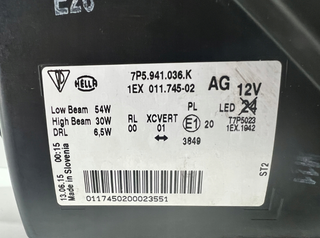 E20
HELLA
7P5.941.036.K
1EX 011.745-02
AG 12V
Low Beam 54W
High Beam 30W
DRL 6,5W
RL XCVERT
00 01
PL
E1 20
3849
LED 24
T7P5023
1EX.1942
13.06.15 00:15
Made in Slovenia
ST2
0117450200023551